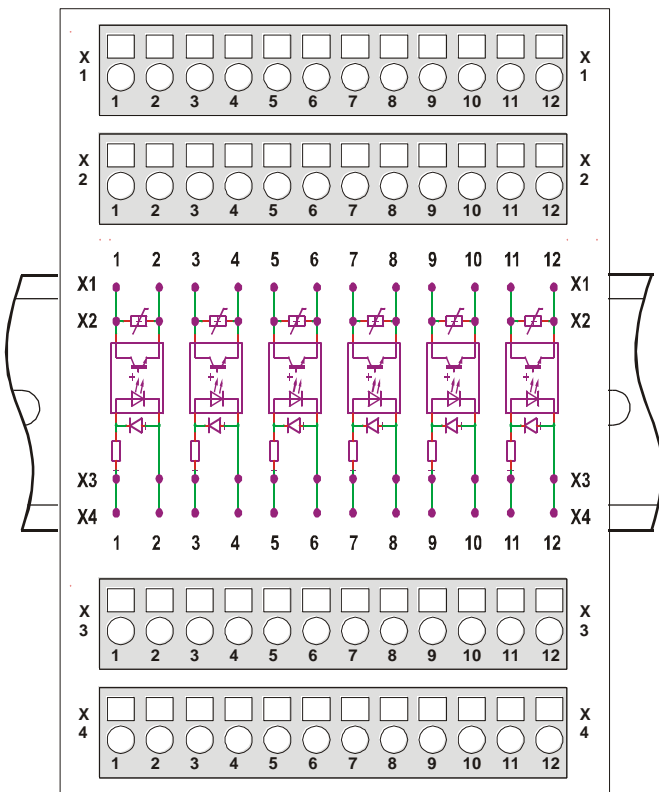 X 1 X 1
1 2 3 4 5 6 7 8 9 10 11 12
X 2 X 2
1 2 3 4 5 6 7 8 9 10 11 12
1 2 3 4 5 6 7 8 9 10 11 12
X1 X1
X2 X2
+ + + + + +
X3 X3
X4 X4
1 2 3 4 5 6 7 8 9 10 11 12
X 3 X 3
1 2 3 4 5 6 7 8 9 10 11 12
X 4 X 4
1 2 3 4 5 6 7 8 9 10 11 12